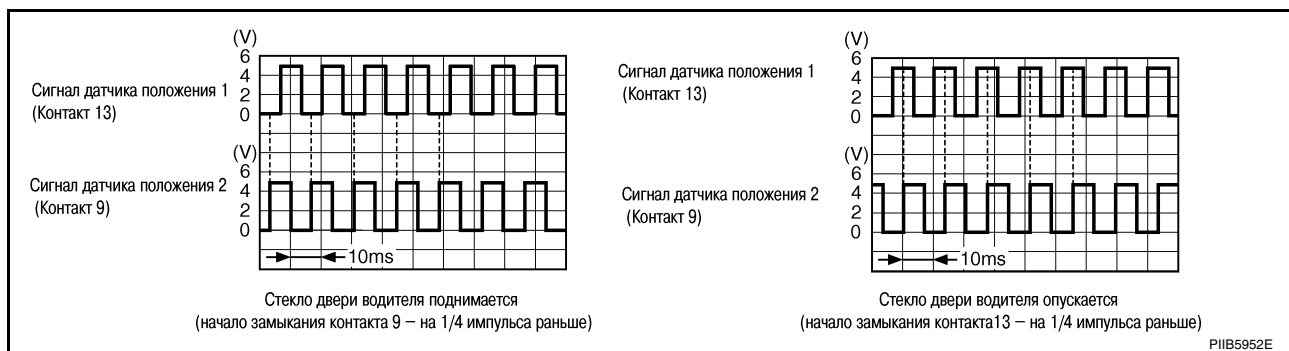 (V)
6
4
2
0
Сигнал датчика положения 1
(Контакт 13)
(V)
6
4
2
0
Сигнал датчика положения 2
(Контакт 9)
10ms
Стекло двери водителя поднимается
(начало замыкания контакта 9 – на 1/4 импульса раньше)
(V)
6
4
2
0
Сигнал датчика положения 1
(Контакт 13)
(V)
6
4
2
0
Сигнал датчика положения 2
(Контакт 9)
10ms
Стекло двери водителя опускается
(начало замыкания контакта13 – на 1/4 импульса раньше)
PIIB5952E